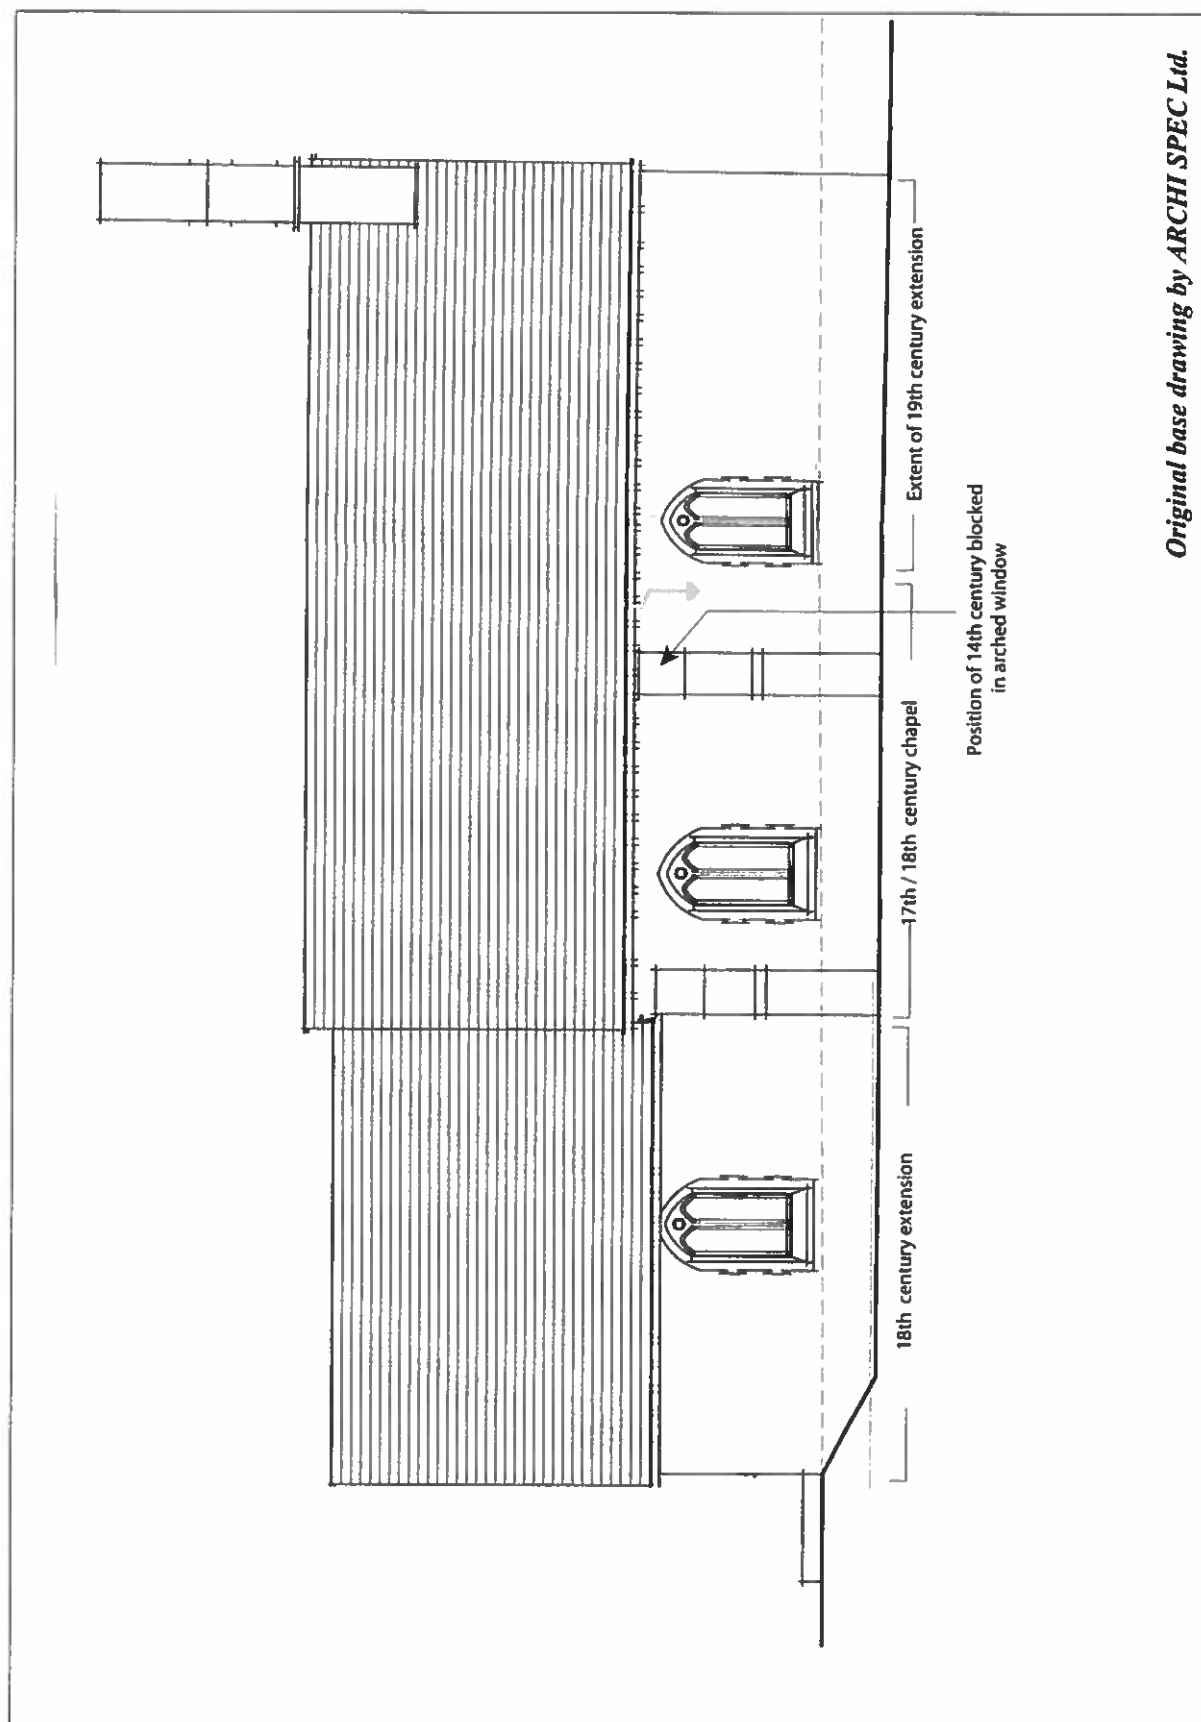 18th century extension
17th / 18th century chapel
Extent of 19th century extension
Position of 14th century blocked
in arched window
Original base drawing by ARCHI SPEC Ltd.